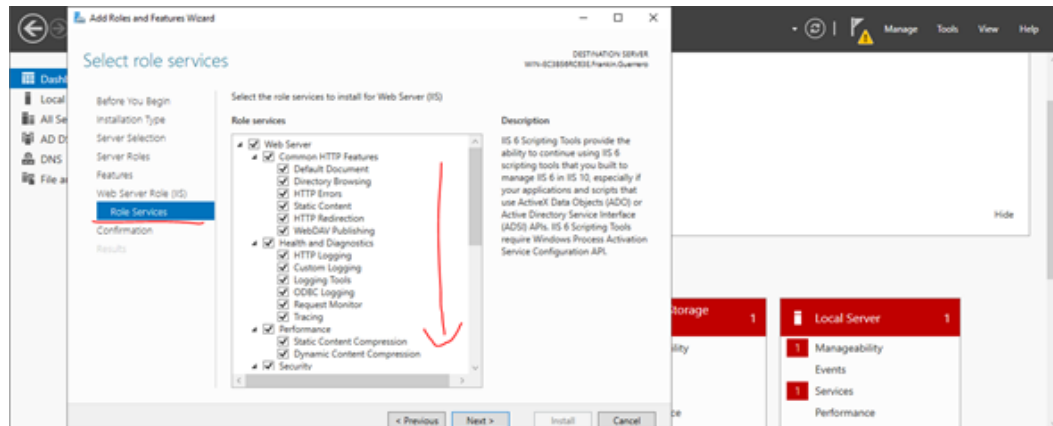 Add Roles and Features Wizard
Manage Tools View Help
Select role services
DESTINATION SERVER
Before You Begin
Installation Type
Server Selection
Server Roles
Features
Web Server Role (IIS)
Role Services
Confirmation
Results
Select the role services to install for Web Server (IIS)
Role services
Web Server
Common HTTP Features
Default Document
Directory Browsing
HTTP Errors
Static Content
HTTP Redirection
WebDAV Publishing
Health and Diagnostics
HTTP Logging
Custom Logging
Logging Tools
ODBC Logging
Request Monitor
Tracing
Performance
Static Content Compression
Dynamic Content Compression
Security
Description
IIS 6 Scripting Tools provide the
ability to continue using IIS 6
scripting tools that you built to
manage IIS 6 in IIS 10, especially if
your applications and scripts that
use ActiveX Data Objects (ADO) or
Active Directory Service Interface
(ADSI) APIs. IIS 6 Scripting Tools
require Windows Process Activation
Service Configuration API.
< Previous
Next >
Install
Cancel
Dashb
Local
All Se
AD D
DNS
File a
Hide
torage
1
ility
ce
Local Server
1
1 Manageability
Events
1 Services
Performance